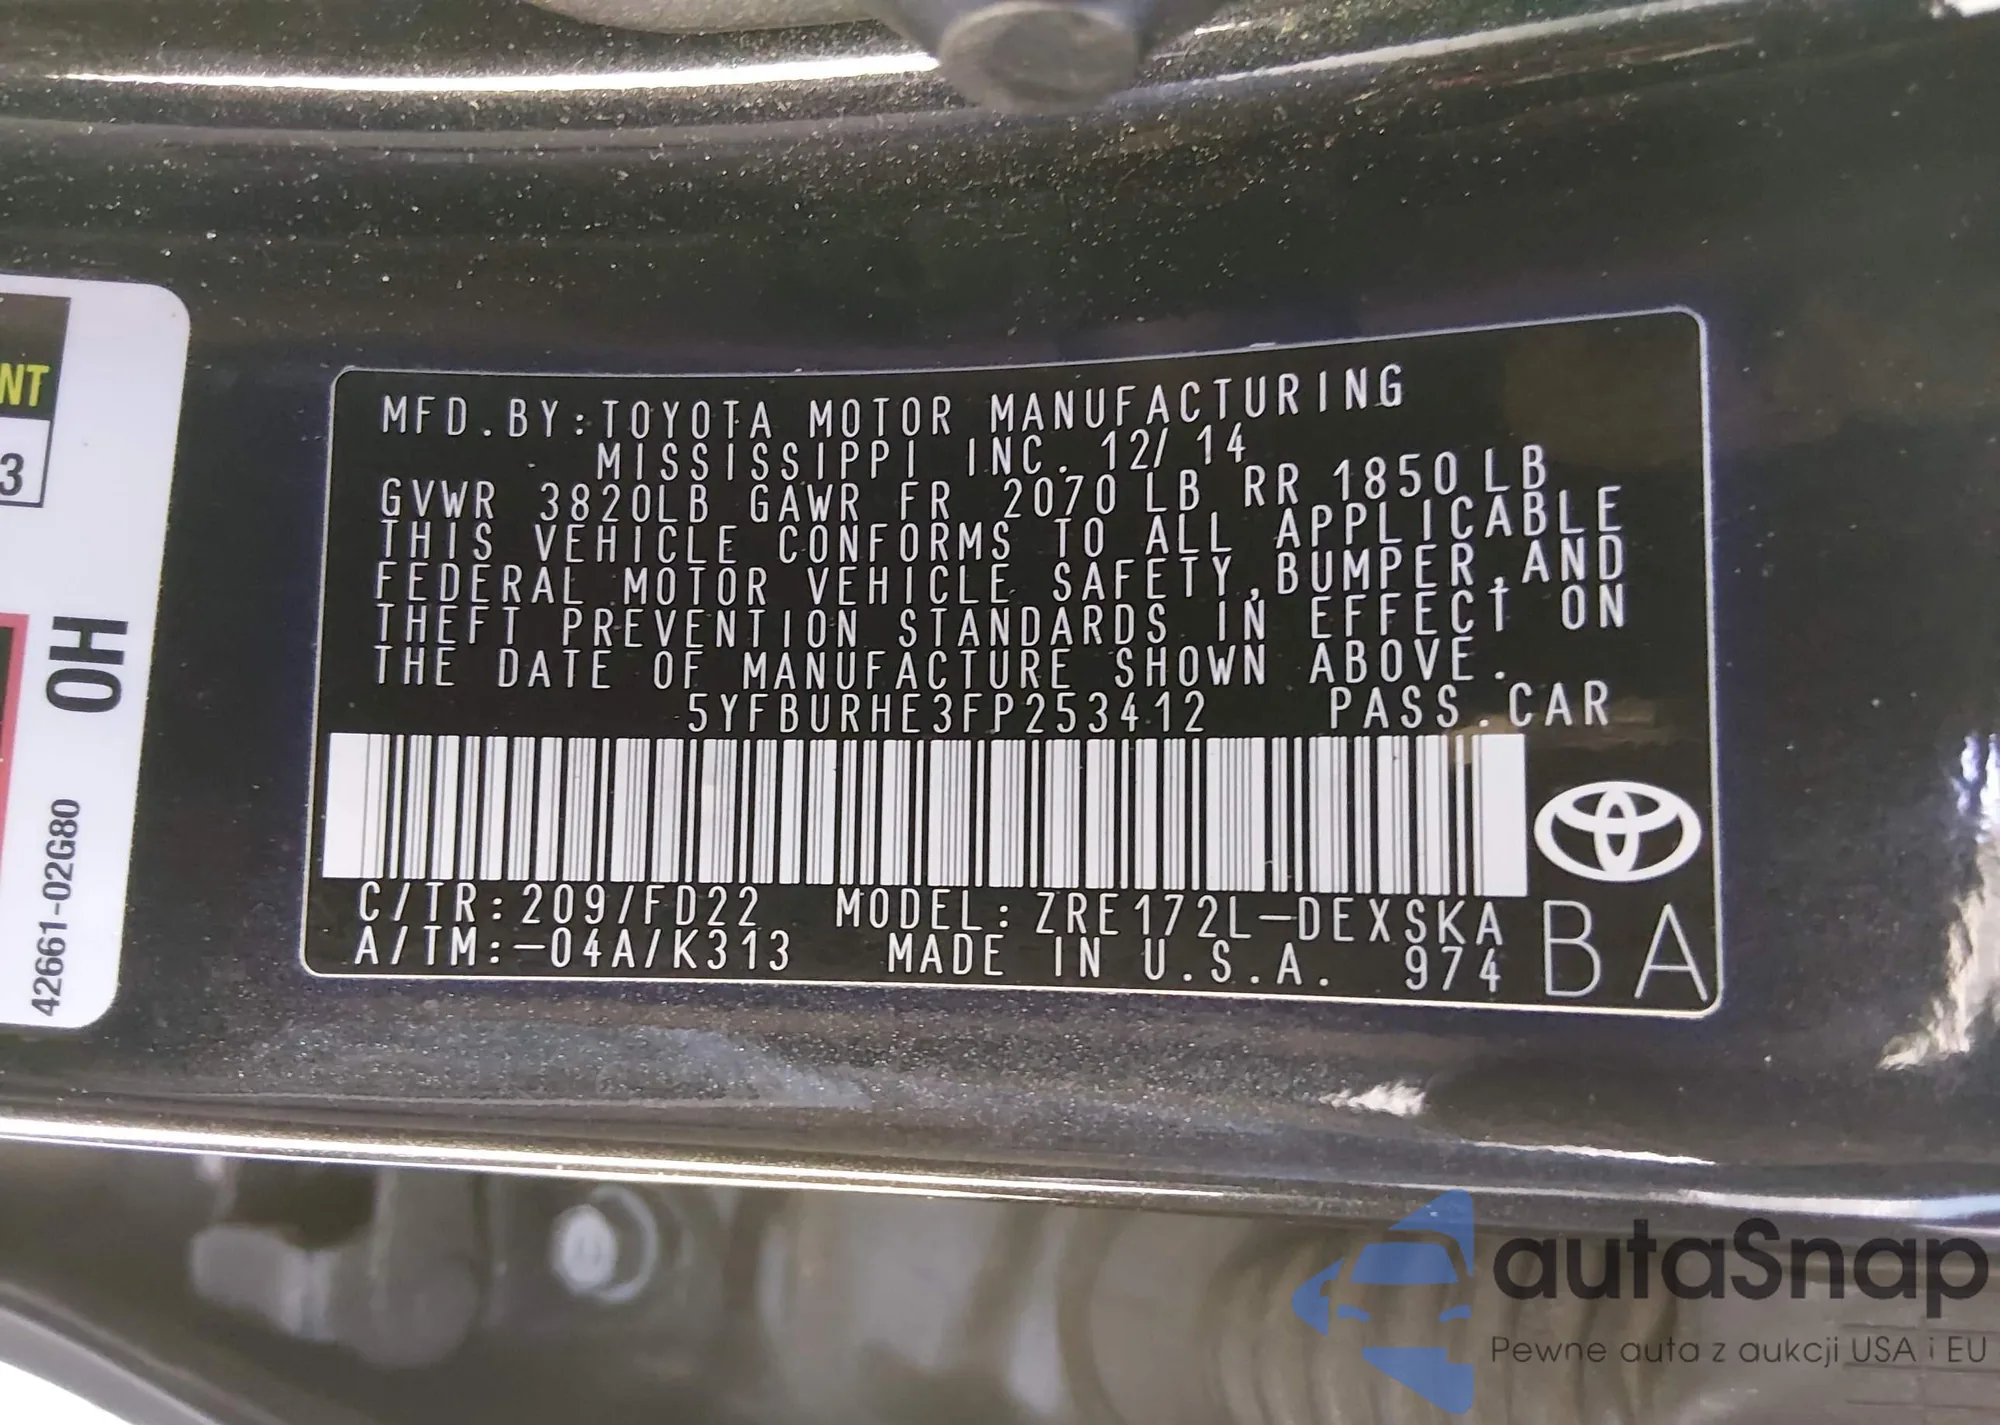 MFD.BY:TOYOTA MOTOR MANUFACTURING
MISSISSIPPI INC. 12/14
GVWR 3820LB GAWR FR 2070LB RR 1850LB
THIS VEHICLE CONFORMS TO ALL APPLICABLE
FEDERAL MOTOR VEHICLE SAFETY,BUMPER,AND
THEFT PREVENTION STANDARDS IN EFFECT ON
THE DATE OF MANUFACTURE SHOWN ABOVE.
5YFBURHE3FP253412 PASS.CAR
C/TR:209/FD22 MODEL:ZRE172L-DEXSKA
A/TM:-04A/K313 MADE IN U.S.A. 974
BA
NT
3
OH
42661-02G80
autaSnap
Pewne auta z aukcji USA i EU